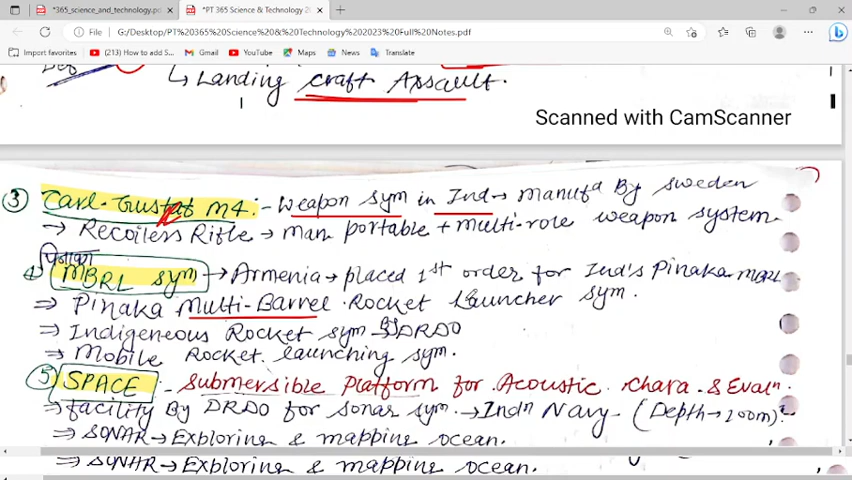 *365_science_and_technology.pd
*PT 365 Science & Technology 2
File
G:/Desktop/PT%20365%20Science%20&%20Technology%202023%20Full%20Notes.pdf
Import favorites
(213) How to add S...
Gmail
YouTube
Maps
News
Translate
↳ Landing craft Assault.
Scanned with CamScanner
③ Carl-Gustaf M4:- Weapon sym in Ind → manufa By Sweden
→ Recoiless Rifle → man portable + multi-role weapon system.
पिनाका
4) MBRL sym → Armenia → placed 1st order for Ind's Pinaka MBRL
⇒ Pinaka Multi-Barrel Rocket launcher sym.
⇒ Indigeneous Rocket sym → By DRDO
⇒ Mobile Rocket launching sym.
⑤ SPACE - Submersible Platform for Acoustic chara. & Evaln.
⇒ facility By DRDO for sonar sym. → Indn Navy - (Depth → 100m)
⇒ SONAR → Exploring & mapping ocean.
⇒ SONAR → Exploring & mapping ocean.